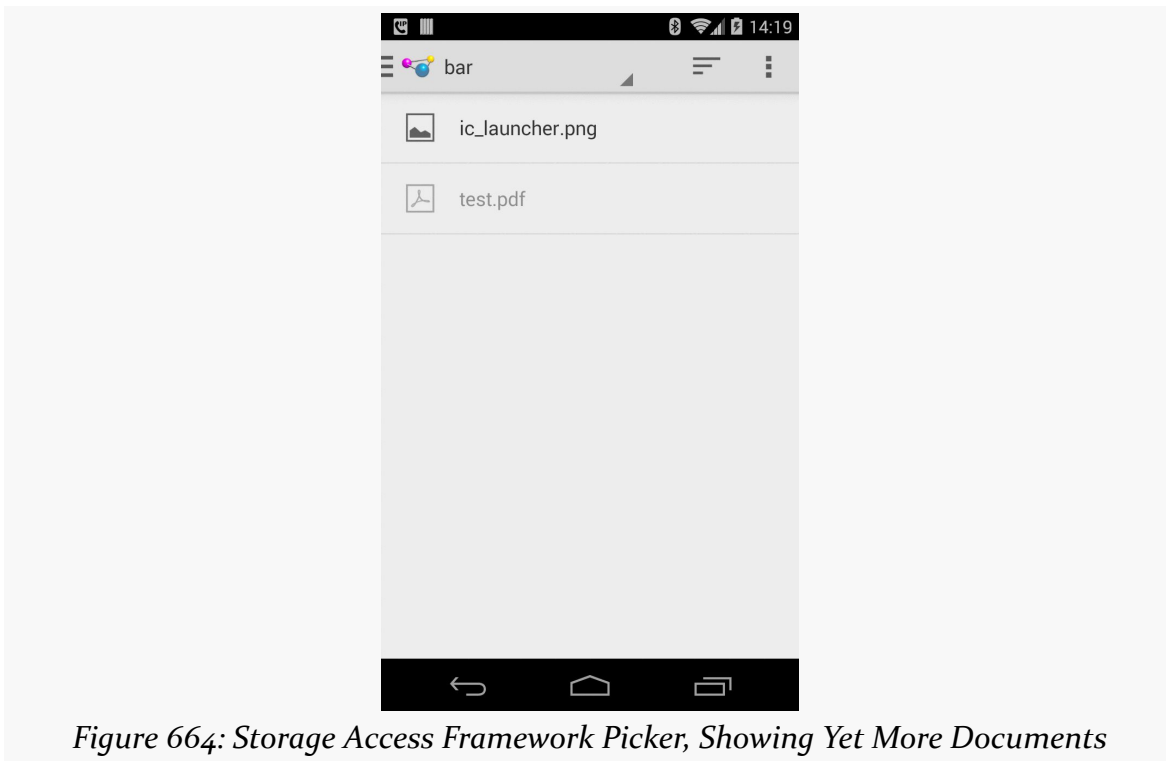 14:19
bar
ic_launcher.png
test.pdf
Figure 664: Storage Access Framework Picker, Showing Yet More Documents